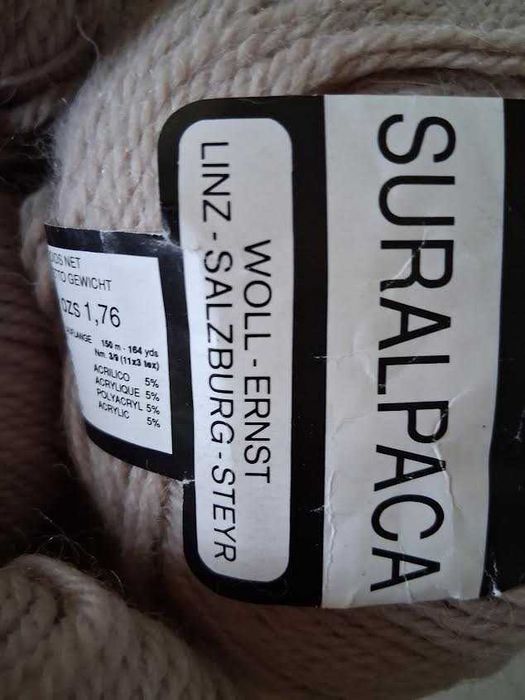 SURALPACA
WOLL - ERNST
LINZ - SALZBURG - STEYR
NET
GEWICHT
OZS 1,76
150 m - 164 yds
Nm. 3/9 (11x3 tex)
ACRILICO 5%
ACRYLIQUE 5%
POLYACRYL 5%
ACRYLIC 5%